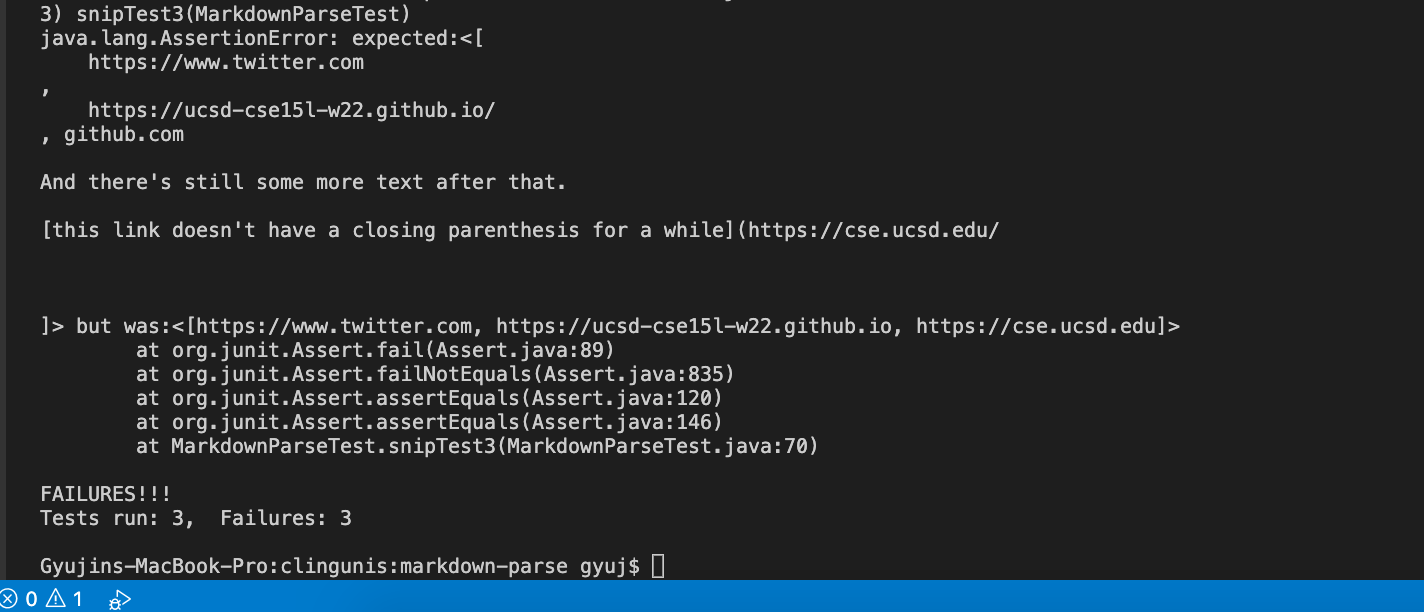 3) snipTest3(MarkdownParseTest)
java.lang.AssertionError: expected:<[
    https://www.twitter.com
,
    https://ucsd-cse15l-w22.github.io/
, github.com

And there's still some more text after that.

[this link doesn't have a closing parenthesis for a while](https://cse.ucsd.edu/



]> but was:<[https://www.twitter.com, https://ucsd-cse15l-w22.github.io, https://cse.ucsd.edu]>
        at org.junit.Assert.fail(Assert.java:89)
        at org.junit.Assert.failNotEquals(Assert.java:835)
        at org.junit.Assert.assertEquals(Assert.java:120)
        at org.junit.Assert.assertEquals(Assert.java:146)
        at MarkdownParseTest.snipTest3(MarkdownParseTest.java:70)

FAILURES!!!
Tests run: 3,  Failures: 3

Gyujins-MacBook-Pro:clingunis:markdown-parse gyuj$
0 1